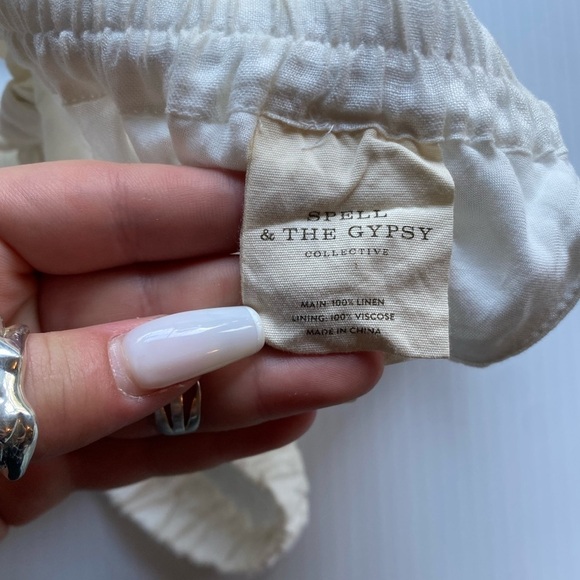 SPELL
& THE GYPSY
COLLECTIVE
MAIN: 100% LINEN
LINING: 100% VISCOSE
MADE IN CHINA